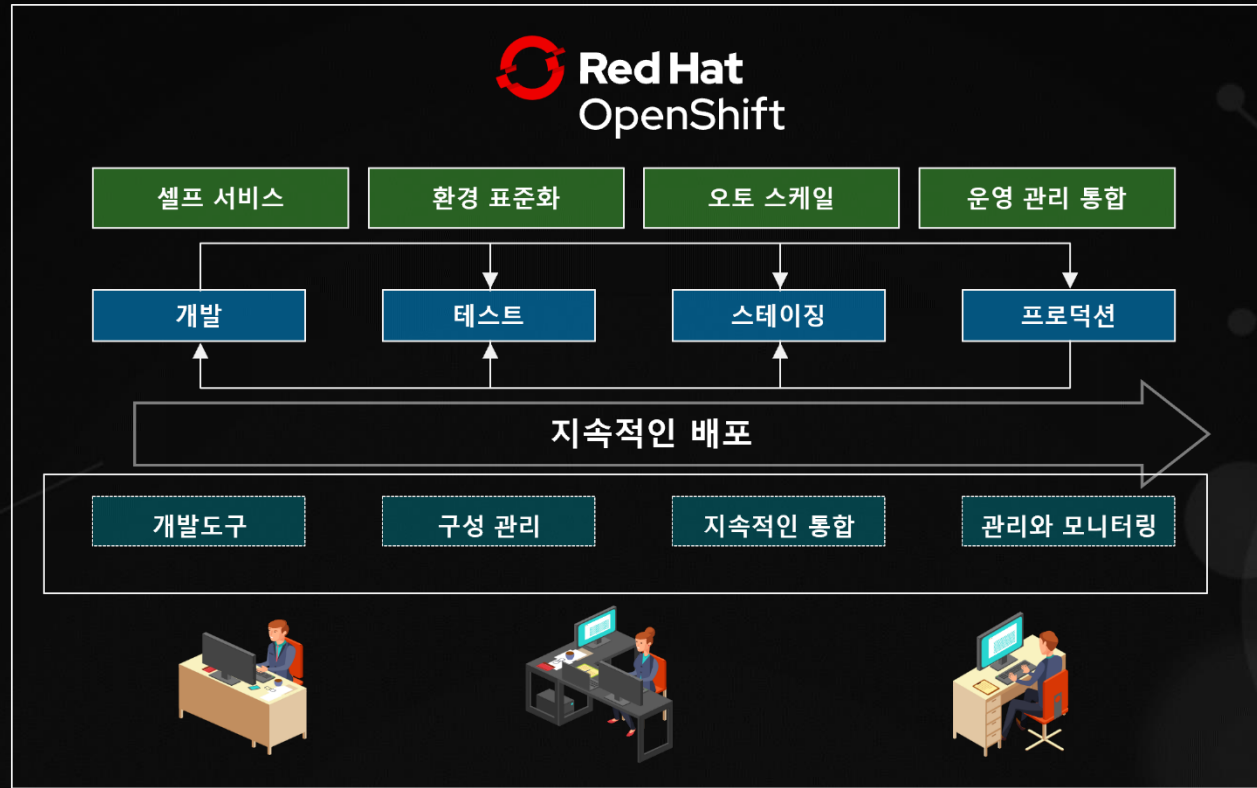 Red Hat
OpenShift
셀프 서비스
환경 표준화
오토 스케일
운영 관리 통합
개발
테스트
스테이징
프로덕션
지속적인 배포
개발도구
구성 관리
지속적인 통합
관리와 모니터링